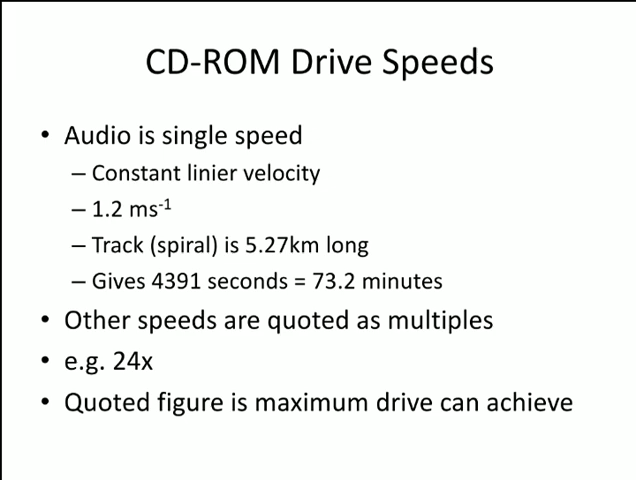 CD-ROM Drive Speeds
• Audio is single speed
– Constant linier velocity
– 1.2 ms-1
– Track (spiral) is 5.27km long
– Gives 4391 seconds = 73.2 minutes
• Other speeds are quoted as multiples
• e.g. 24x
• Quoted figure is maximum drive can achieve